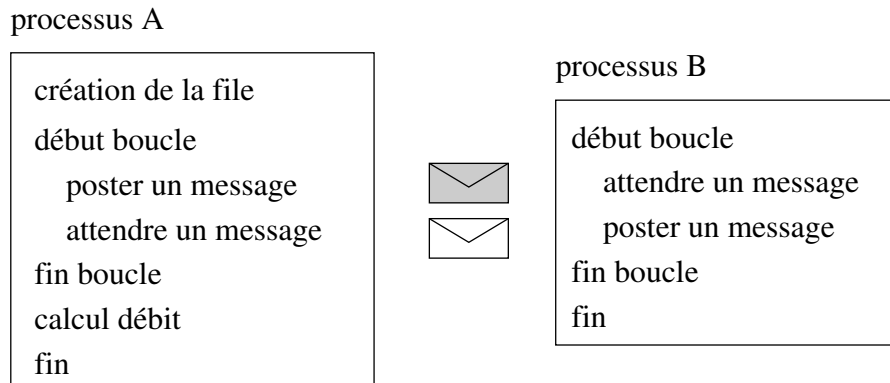 processus A
création de la file
début boucle
poster un message
attendre un message
fin boucle
calcul débit
fin
processus B
début boucle
attendre un message
poster un message
fin boucle
fin